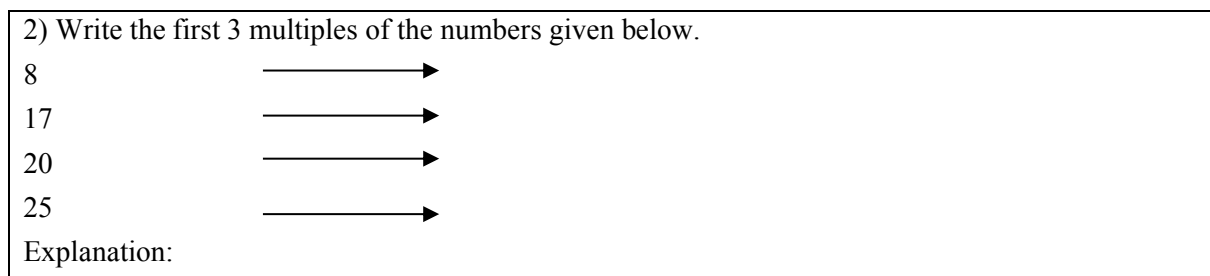 2) Write the first 3 multiples of the numbers given below.
8
17
20
25
Explanation: